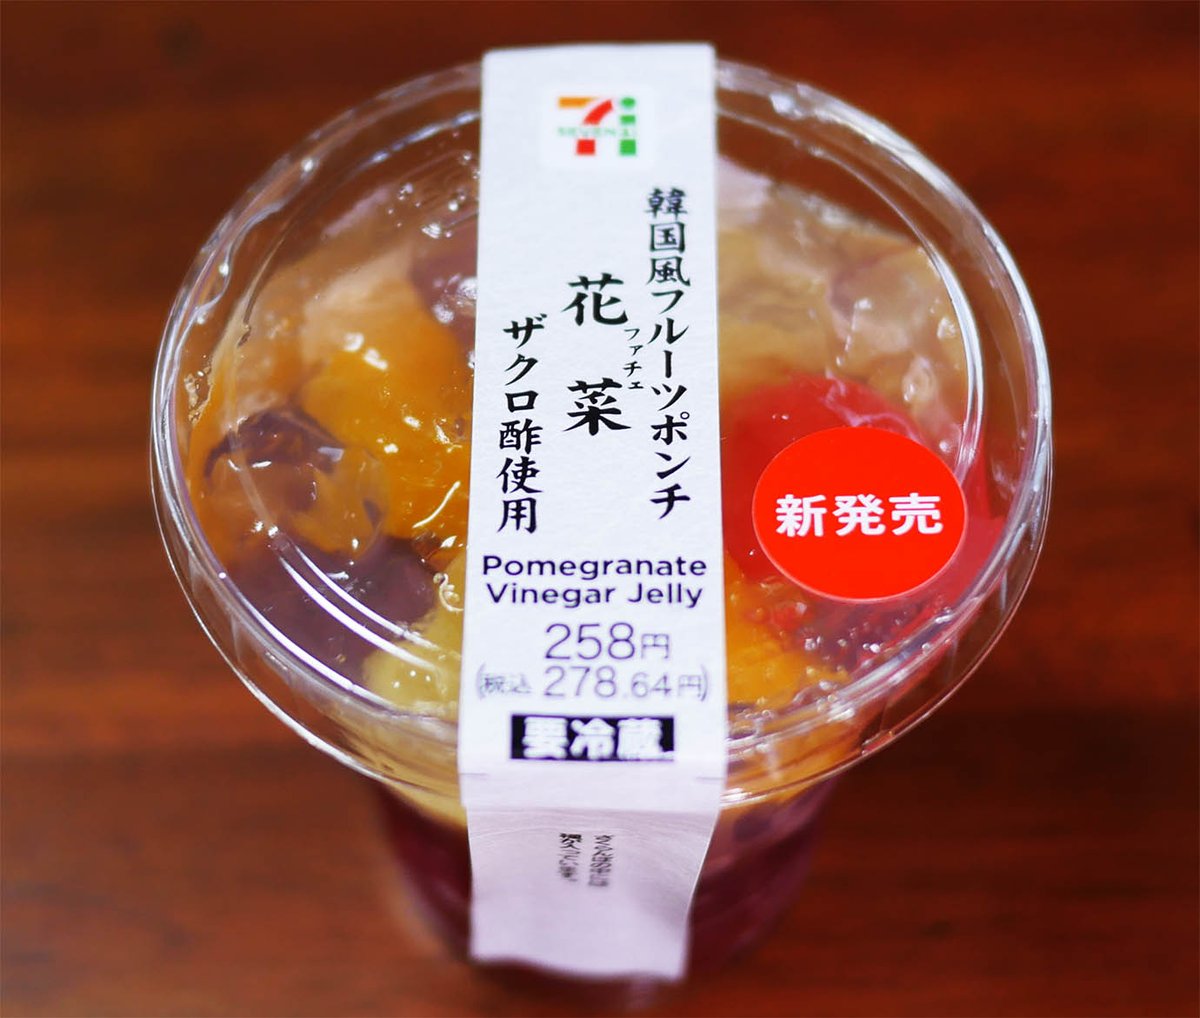 SEVEN&i
韓国風フルーツポンチ
花菜
ファチェ
ザクロ酢使用
Pomegranate
Vinegar Jelly
258円
(税込 278.64円)
要冷蔵
新発売